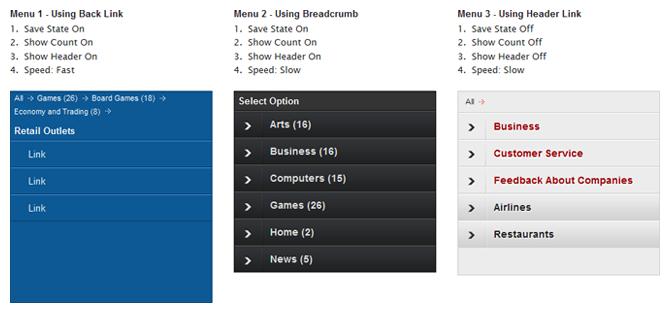 Menu 1 - Using Back Link
1. Save State On
2. Show Count On
3. Show Header On
4. Speed: Fast
All → Games (26) → Board Games (18) →
Economy and Trading (8) →
Retail Outlets
Link
Link
Link
Menu 2 - Using Breadcrumb
1. Save State On
2. Show Count On
3. Show Header On
4. Speed: Slow
Select Option
Arts (16)
Business (16)
Computers (15)
Games (26)
Home (2)
News (5)
Menu 3 - Using Header Link
1. Save State Off
2. Show Count Off
3. Show Header Off
4. Speed: Slow
All →
Business
Customer Service
Feedback About Companies
Airlines
Restaurants